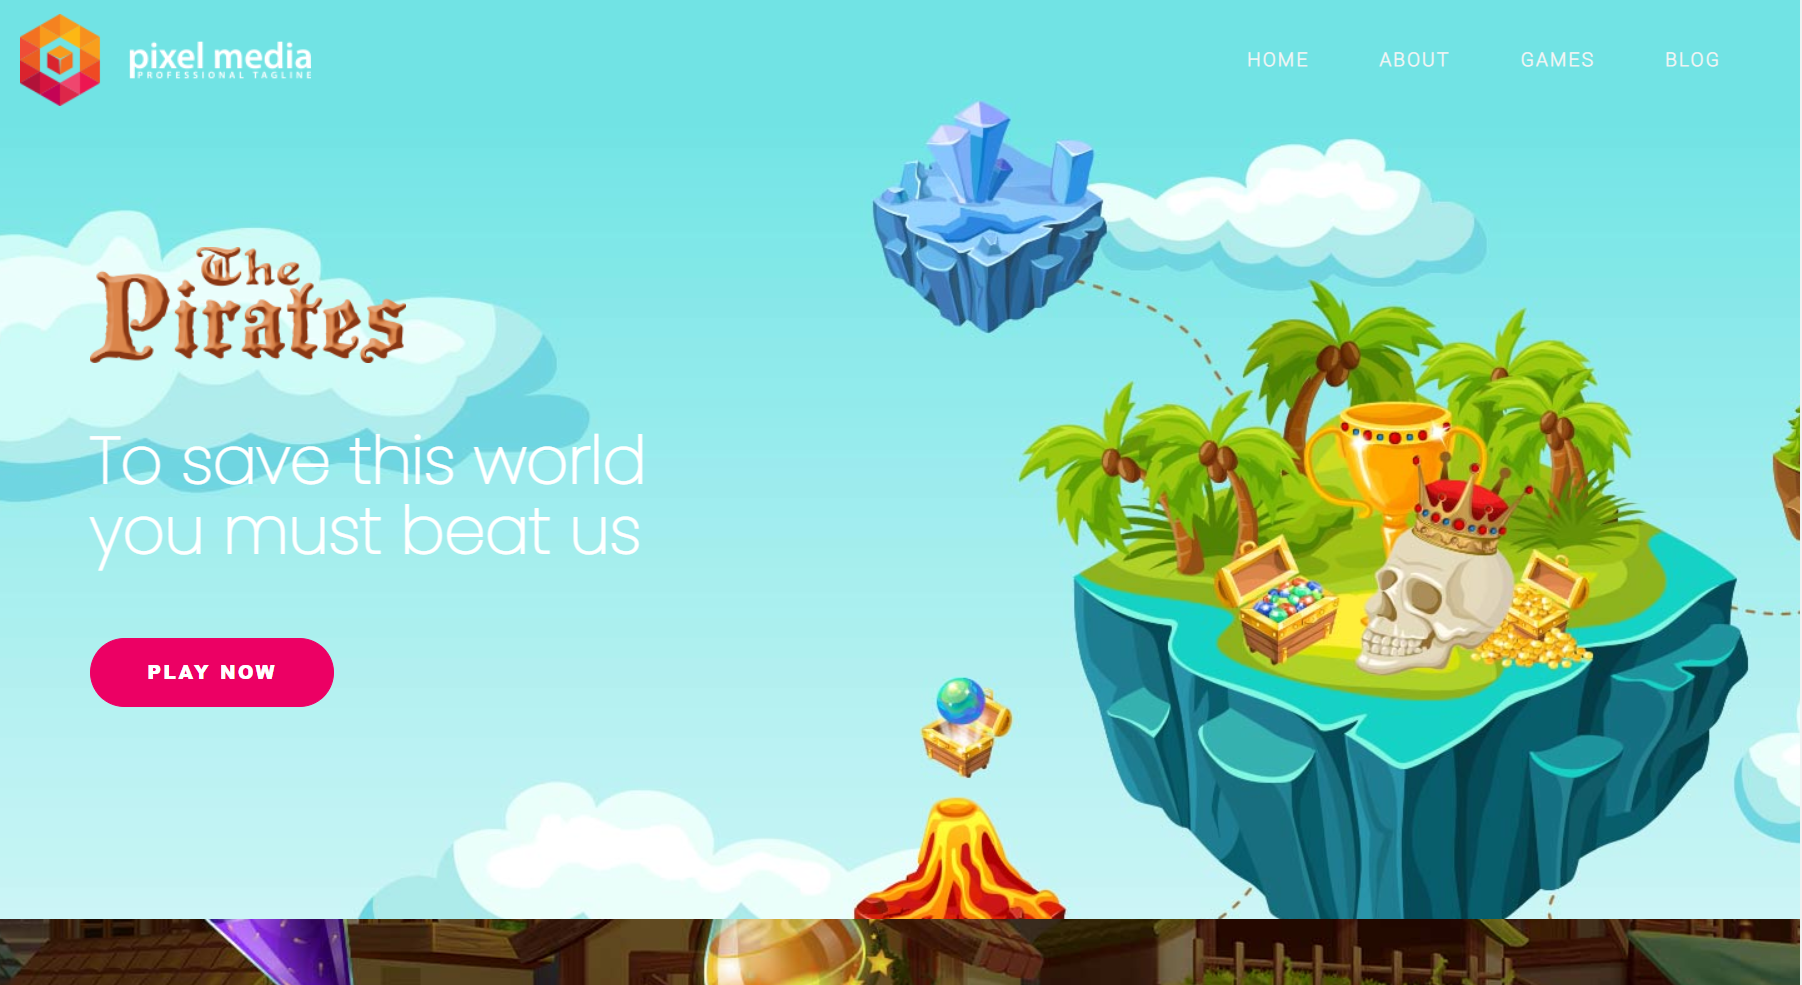 pixel media
PROFESSIONAL TAGLINE
HOME ABOUT GAMES BLOG
The
Pirates
To save this world
you must beat us
PLAY NOW